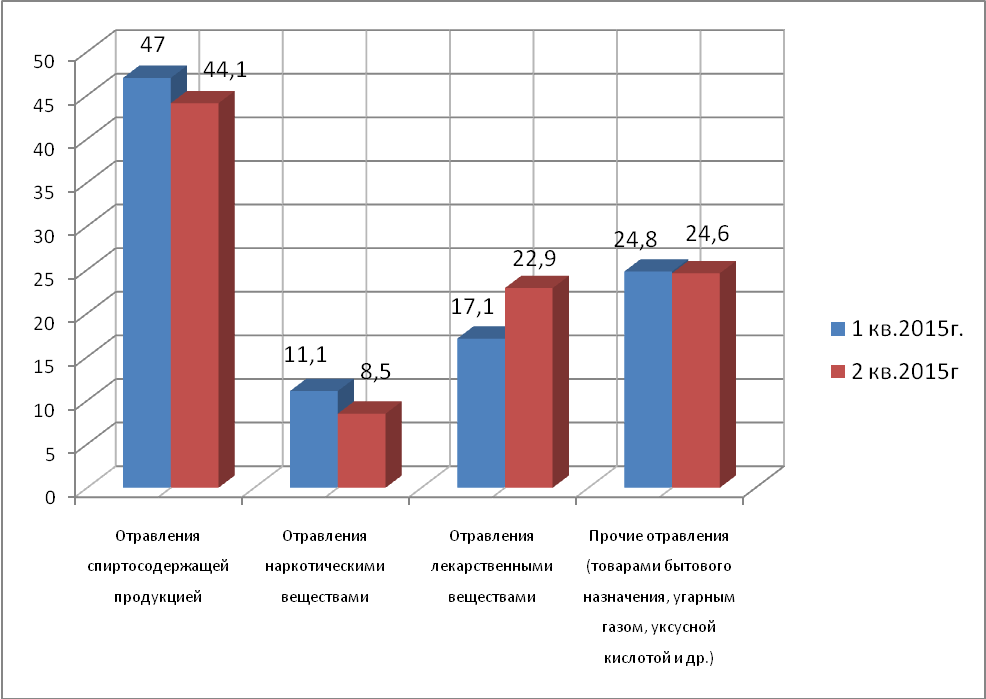 47
44,1
11,1
8,5
17,1
22,9
24,8
24,6
50
45
40
35
30
25
20
15
10
5
0
Отравления
спиртосодержащей
продукцией
Отравления
наркотическими
веществами
Отравления
лекарственными
веществами
Прочие отравления
(товарами бытового
назначения, угарным
газом, уксусной
кислотой и др.)
1 кв.2015г.
2 кв.2015г